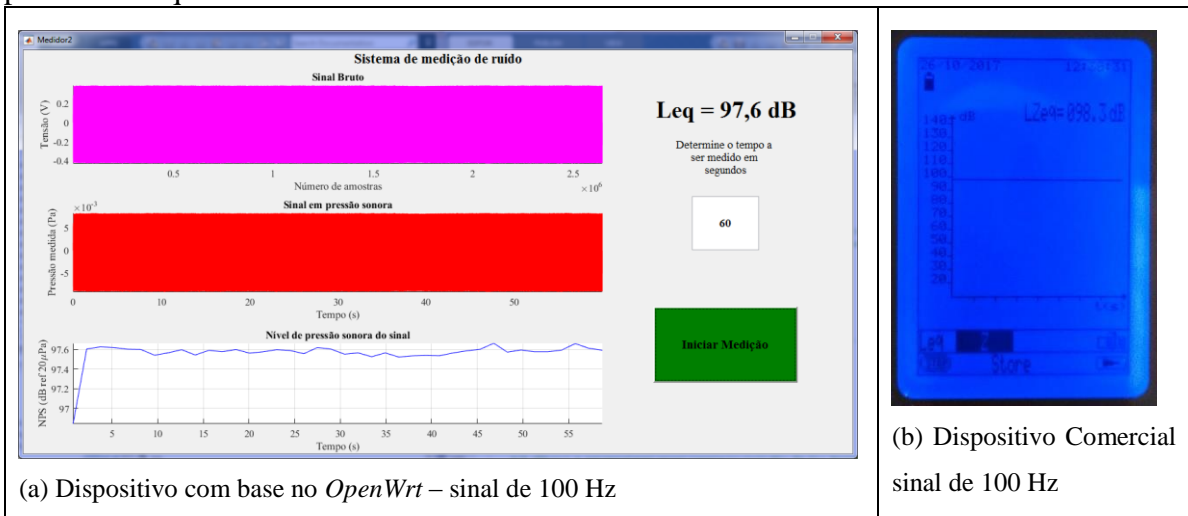 Medidor2
Sistema de medição de ruído
Sinal Bruto
Tensão (V)
0.2
0
-0.2
-0.4
0.5
1
1.5
2
2.5
×10⁶
Número de amostras
Sinal em pressão sonora
×10⁻³
Pressão medida (Pa)
5
0
-5
0
10
20
30
40
50
Tempo (s)
Nível de pressão sonora do sinal
NPS (dB ref 20μPa)
97.6
97.4
97.2
97
5
10
15
20
25
30
35
40
45
50
55
Tempo (s)
Leq = 97,6 dB
Determine o tempo a
ser medido em
segundos
60
Iniciar Medição
(a) Dispositivo com base no OpenWrt – sinal de 100 Hz
26/10/2017
LZeq=098.3dB
140
dB
130
120
110
100
90
80
70
60
50
40
30
20
t(s)
Leq
Z
Store
(b) Dispositivo Comercial
sinal de 100 Hz